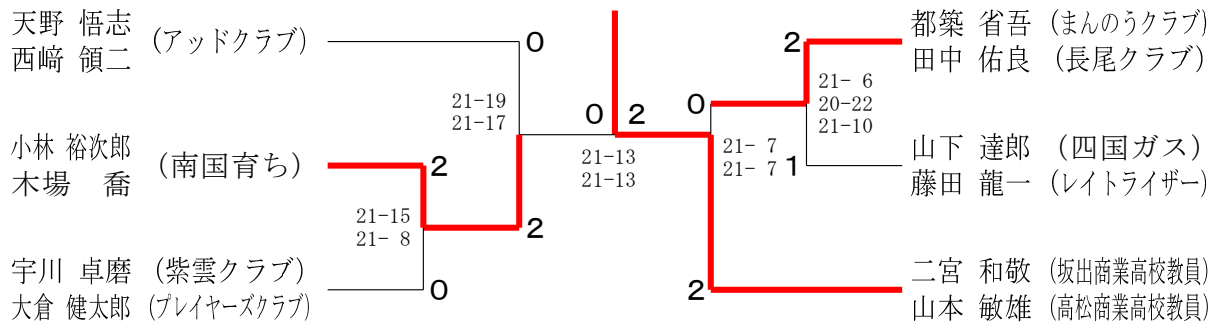 天野 悟志
西﨑 領二
(アッドクラブ)
小林 裕次郎
木場 喬
(南国育ち)
宇川 卓磨 (紫雲クラブ)
大倉 健太郎 (プレイヤーズクラブ)
0
21-19
21-17
2
21-15
21- 8
2
0
0 2
21-13
21-13
2
0
21- 6
20-22
21-10
21- 7
21- 7
1
2
都築 省吾 (まんのうクラブ)
田中 佑良 (長尾クラブ)
山下 達郎 (四国ガス)
藤田 龍一 (レイトライザー)
二宮 和敬 (坂出商業高校教員)
山本 敏雄 (高松商業高校教員)